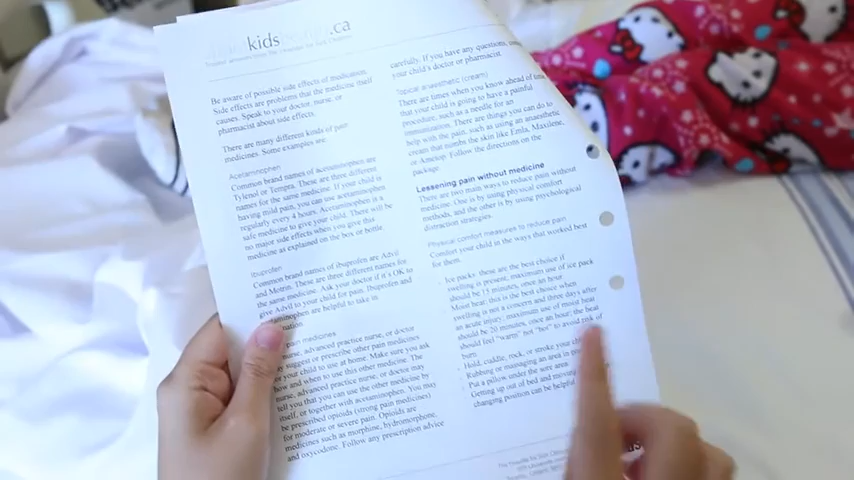 kids
.ca
Be aware of possible side effects of medication.
Side effects are problems that the medicine itself
causes. Speak to your doctor, nurse, or
pharmacist about side effects.
There are many different kinds of pain
medicines. Some examples are:
Acetaminophen
Common brand names of acetaminophen are
Tylenol or Tempra. These are three different
names for the same medicine. If your child is
having mild pain, you can use acetaminophen
regularly every 4 hours. Acetaminophen is a
safe medicine to give your child. There will be
no major side effects when you give this
medicine as explained on the box or bottle.
Ibuprofen
Common brand names of ibuprofen are Advil
and Motrin. These are three different names for
the same medicine. Ask your doctor if it's OK to
give Advil to your child for pain. Ibuprofen and
taminophen are helpful to take in
nation
pain medicines
nurse, advanced practice nurse, or doctor
suggest or prescribe other pain medicines
your child to use at home. Make sure you ask
how and when to use this other medicine. The
nurse, advanced practice nurse, or doctor may
tell you that you can use the other medicine by
itself, or together with acetaminophen. You may
be prescribed opioids (strong pain medicines)
for moderate or severe pain. Opioids are
medicines such as morphine, hydromorphone,
and oxycodone. Follow any prescription advice
carefully. If you have any questions,
your child's doctor or pharmacist.
Topical anaesthetic (cream)
There are times when you know ahead of time
that your child is going to have a painful
procedure, such as a needle for an
immunization. There are things you can do to
help with the pain, such as using an anaesthetic
cream that numbs the skin like Emla, Maxilene,
or Ametop. Follow the directions on the
package.
Lessening pain without medicine
There are two main ways to reduce pain without
medicine. One is by using physical comfort
methods, and the other is by using psychological
distraction strategies.
Physical comfort measures to reduce pain
Comfort your child in the ways that worked best
for them.
Ice packs: these are the best choice if
swelling is present; maximum use of ice pack
should be 15 minutes, once an hour.
Moist heat: this is the best choice when
swelling is not a concern and three days after
an acute injury; maximum use of moist heat
should be 20 minutes, once an hour; the heat
should feel "warm" not "hot" to avoid risk of
burn.
Hold, cuddle, rock, or stroke your
Rubbing or massaging an area in
Put a pillow under the sore area.
Getting up out of bed and moving
changing position can be helpful